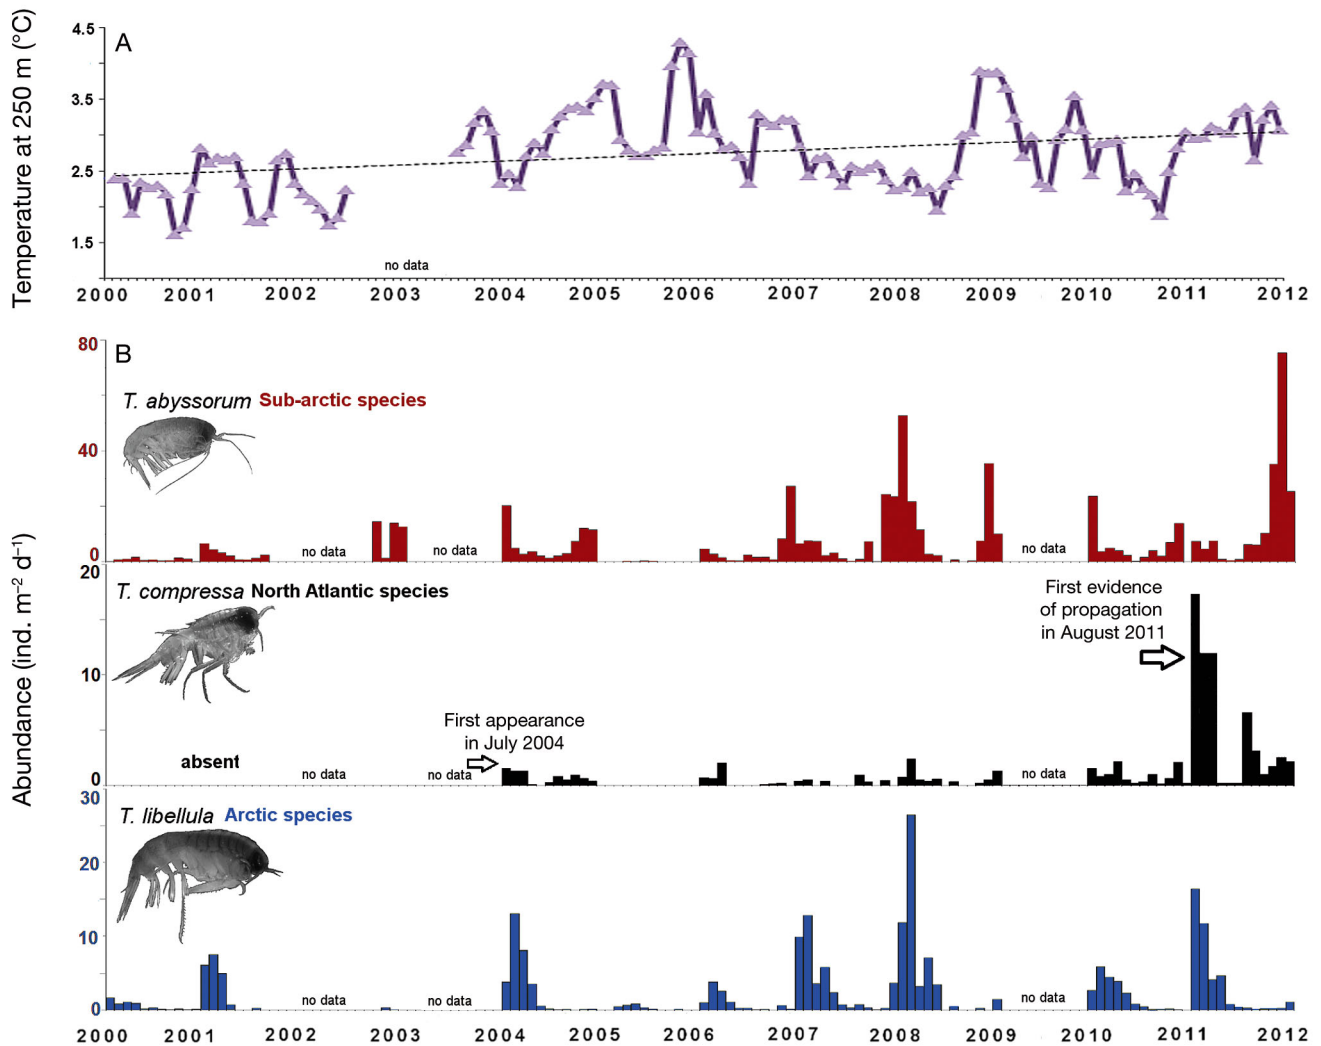 Temperature at 250 m (°C)
A
4.5
3.5
2.5
1.5
no data
2000 2001 2002 2003 2004 2005 2006 2007 2008 2009 2010 2011 2012
Abundance (ind. m–2 d–1)
B
80
40
0
T. abyssorum Sub-arctic species
no data no data no data
20
10
0
T. compressa North Atlantic species
First evidence
of propagation
in August 2011
First appearance
in July 2004
absent
no data no data no data
30
20
10
0
T. libellula Arctic species
no data no data no data
2000 2001 2002 2003 2004 2005 2006 2007 2008 2009 2010 2011 2012